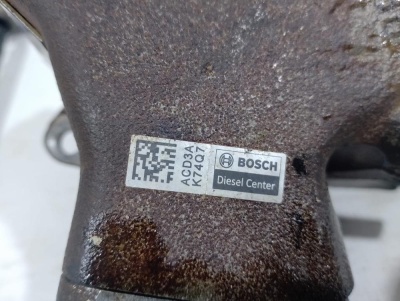 ACD3A
K74Q7
BOSCH
Diesel Center